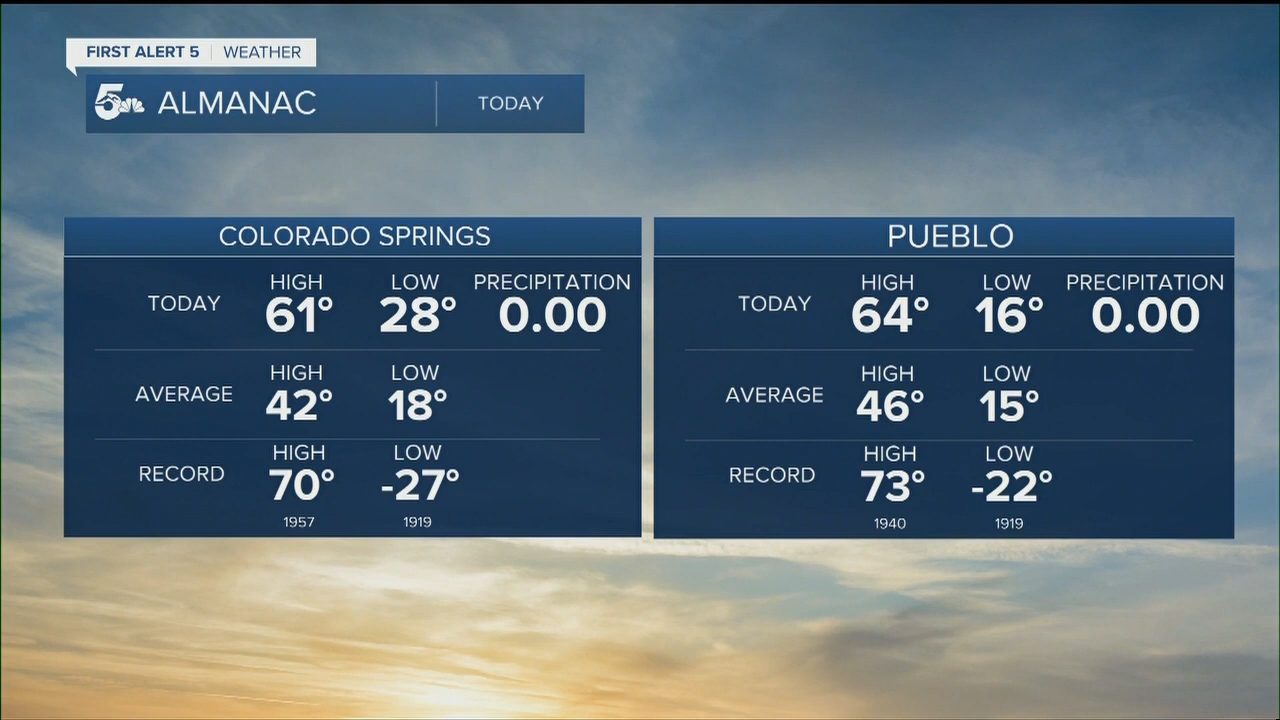 FIRST ALERT 5 | WEATHER
5 ALMANAC TODAY
COLORADO SPRINGS
HIGH LOW PRECIPITATION
TODAY 61° 28° 0.00
HIGH LOW
AVERAGE 42° 18°
HIGH LOW
RECORD 70° -27°
1957 1919
PUEBLO
HIGH LOW PRECIPITATION
TODAY 64° 16° 0.00
HIGH LOW
AVERAGE 46° 15°
HIGH LOW
RECORD 73° -22°
1940 1919